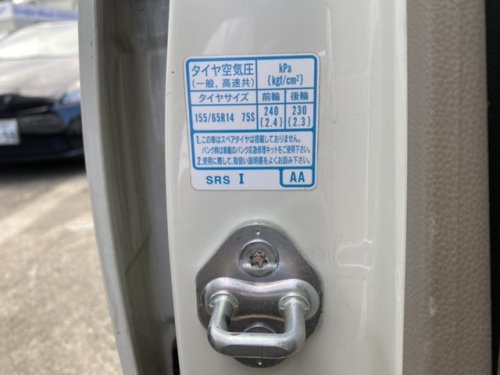 タイヤ空気圧 kPa
(一般、高速共) {kgf/cm²}
タイヤサイズ 前輪 後輪
155/65R14 75S 240 230
(2.4) (2.3)
1.この車はスペアタイヤは搭載しておりません。
パンク時は車載のパンク応急修理キットをご使用下さい。
2.使用に際して、取扱い説明書をよくお読み下さい。
SRS I AA